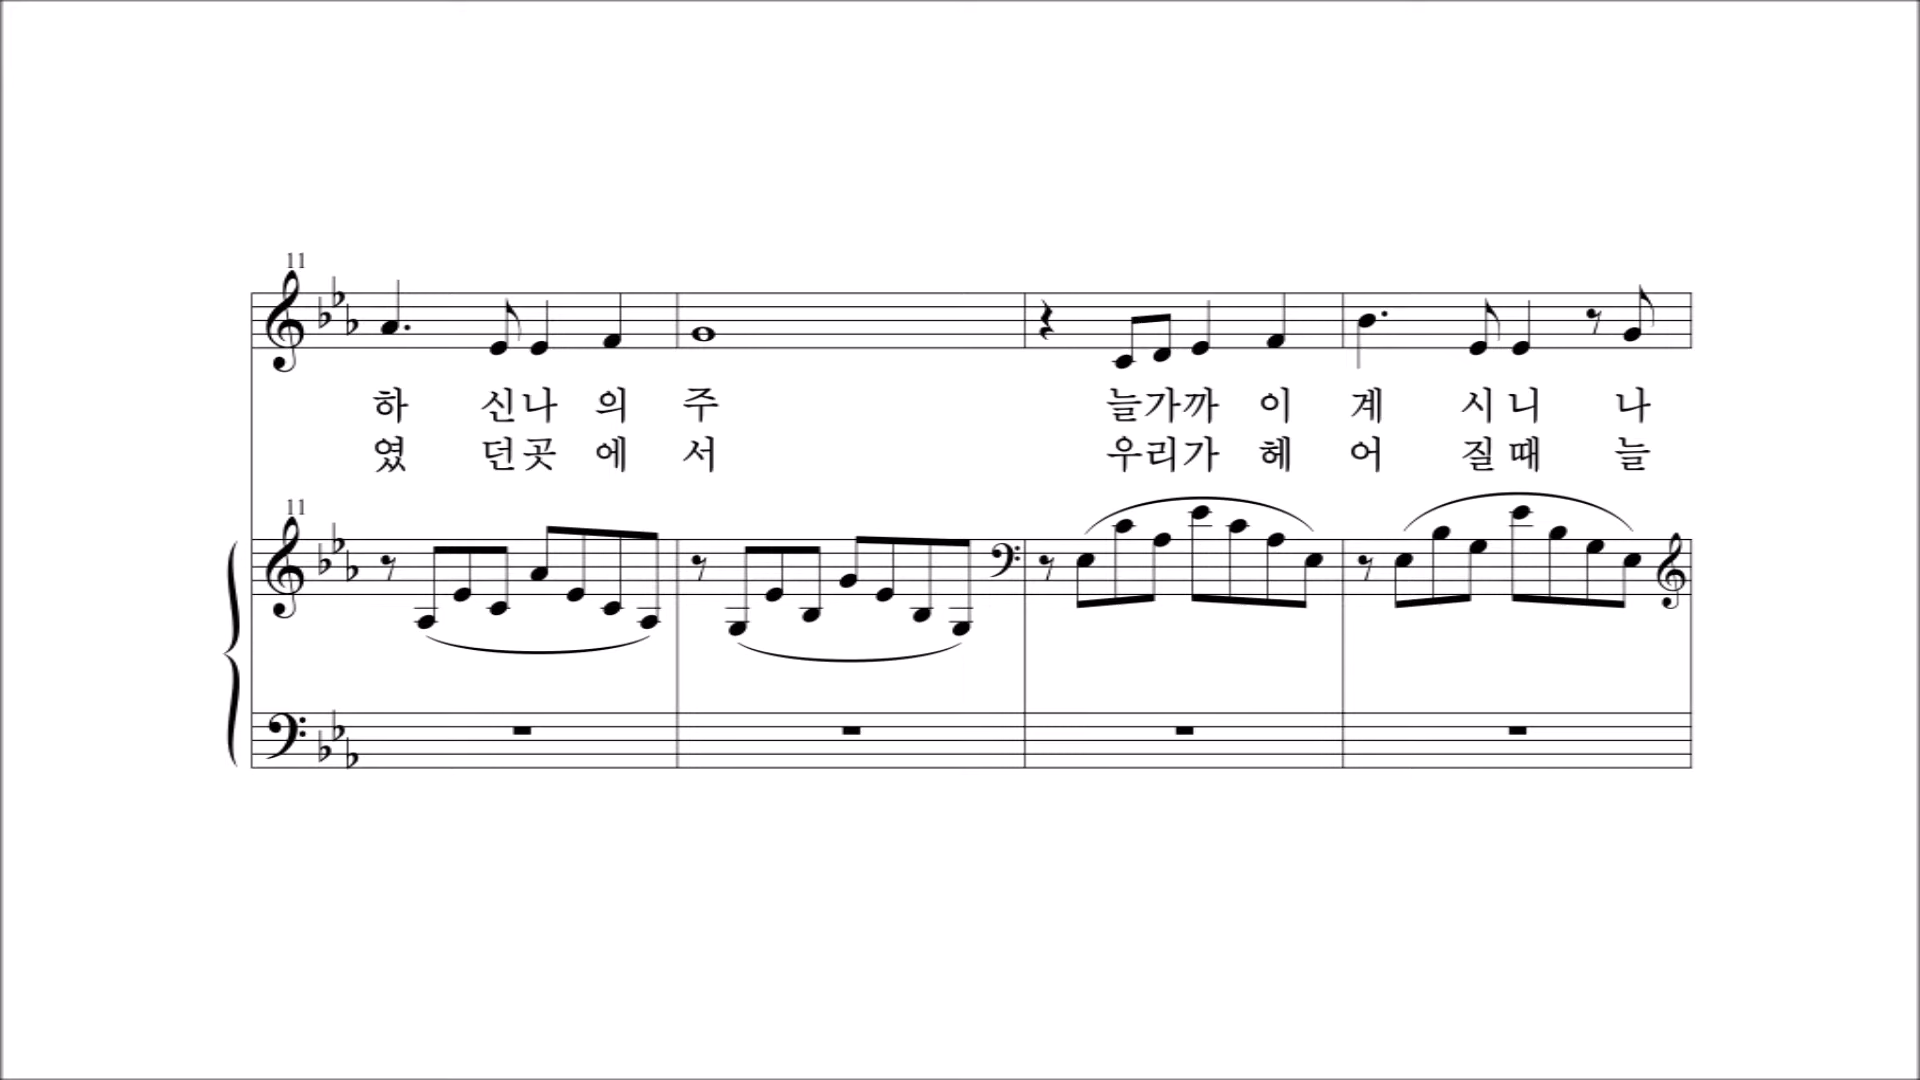 11
하 신나 의 주 늘가까 이 계 시 니 나
였 던곳 에 서 우리가 헤 어 질 때 늘
11